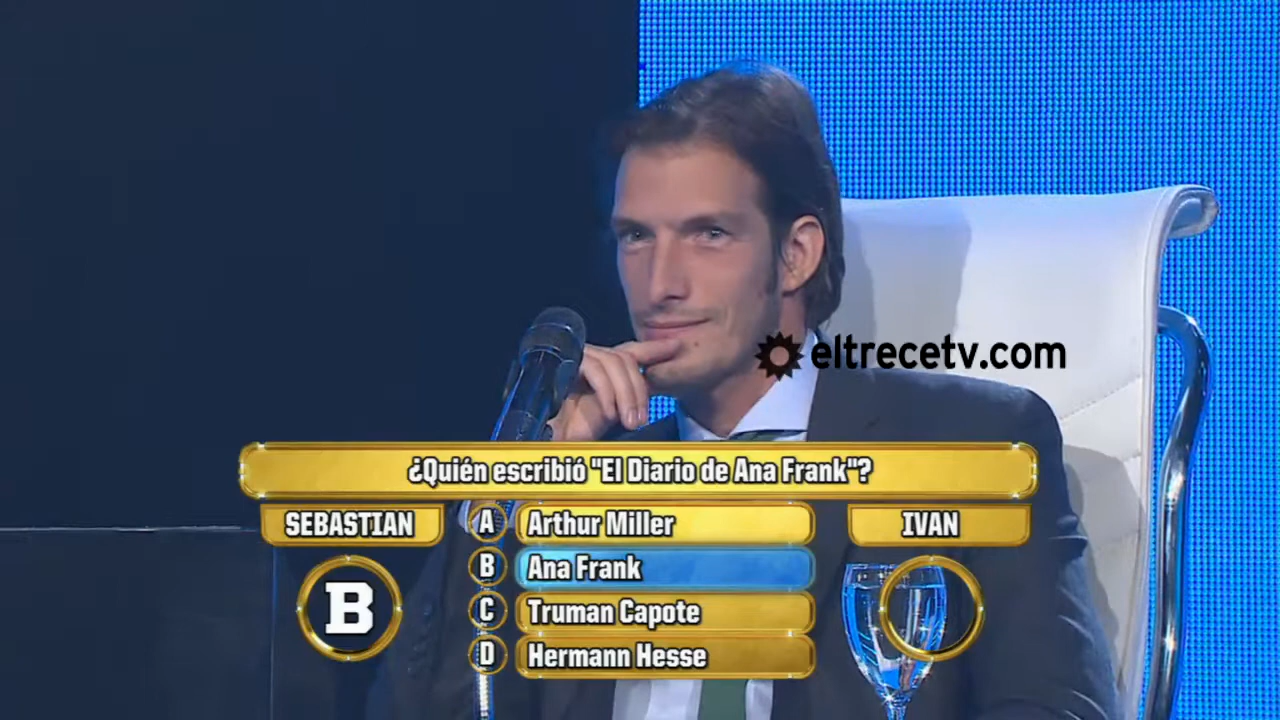 eltrecetv.com
¿Quién escribió "El Diario de Ana Frank"?
SEBASTIAN
A Arthur Miller
IVAN
B Ana Frank
B
C Truman Capote
D Hermann Hesse